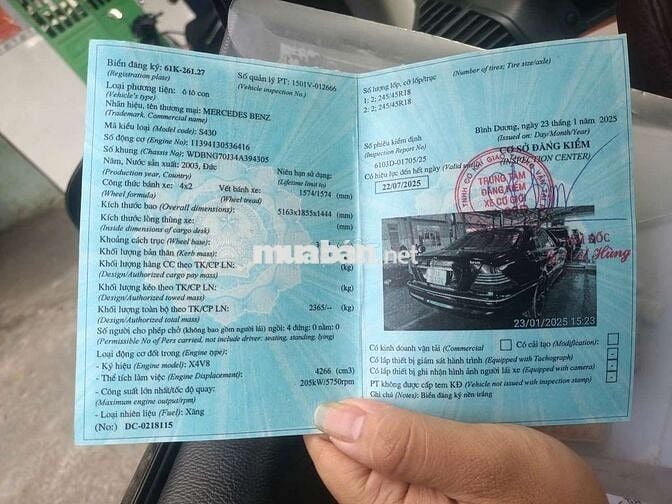 Biển đăng ký: 61K-261.27
(Registration plate)
Số quản lý PT: 1501V-012666
(Vehicle inspection No.)
Loại phương tiện: ô tô con
(Vehicle's type)
Nhãn hiệu, tên thương mại: MERCEDES BENZ
(Trademark, Commercial name)
Mã kiểu loại (Model code): S430
Số động cơ (Engine Number): 11394130536416
Số khung (Chassis No): WDBNG70J34A394305
Năm, Nước sản xuất: 2003, Đức
(Production year, Country)
Niên hạn sử dụng:
(Lifetime limit to)
Công thức bánh xe: 4x2
(Wheel formula)
Vết bánh xe: 1574/1574 (mm)
(Wheel tread)
Kích thước bao (Overall dimensions): 5163x1855x1444 (mm)
Kích thước lòng thùng xe:
(Inside dimensions of cargo deck) (mm)
Khoảng cách trục (Wheel base): (mm)
Khối lượng bản thân (Kerb mass): (kg)
Khối lượng hàng CC theo TK/CP LN: (kg)
(Design/Authorized cargo pay mass)
Khối lượng kéo theo TK/CP LN: (kg)
(Design/Authorized towed mass)
Khối lượng toàn bộ theo TK/CP LN: 2365/-- (kg)
(Design/Authorized total mass)
Số người cho phép chở (không bao gồm người lái) ngồi: 4 đứng: 0 nằm: 0
(Permissible No of Pers carried, not include driver: seating, standing, lying)
Loại động cơ đốt trong (Engine type):
- Ký hiệu (Engine model): X4V8
- Thể tích làm việc (Engine Displacement): 4266 (cm3)
- Công suất lớn nhất/tốc độ quay: 205kW/5750rpm
(Maximum engine output/rpm)
- Loại nhiên liệu (Fuel): Xăng
(No: ) DC-0218115
Số lượng lốp, cỡ lốp/trục
(Number of tires; Tire size/axle)
1; 2; 245/45R18
2; 2; 245/45R18
Bình Dương, ngày 23 tháng 1 năm 2025
(Issued on: Day/Month/Year)
Số phiếu kiểm định
(Inspection Report No)
6103D-01705/25
CƠ SỞ ĐĂNG KIỂM
(INSPECTION CENTER)
Có hiệu lực đến hết ngày (Valid until)
22/07/2025
TRUNG TÂM
ĐĂNG KIỂM
XE CƠ GIỚI
Hùng
muaban.net
23/01/2025 15:23
Có kinh doanh vận tải (Commercial
Có cải tạo (Modification):
Có lắp thiết bị giám sát hành trình (Equipped with Tachograph)
Có lắp thiết bị ghi nhận hình ảnh người lái xe (Equipped with camera)
PT không được cấp tem KĐ (Vehicle not issued with inspection stamp)
Ghi chú (Notes): Biển đăng ký nền trắng